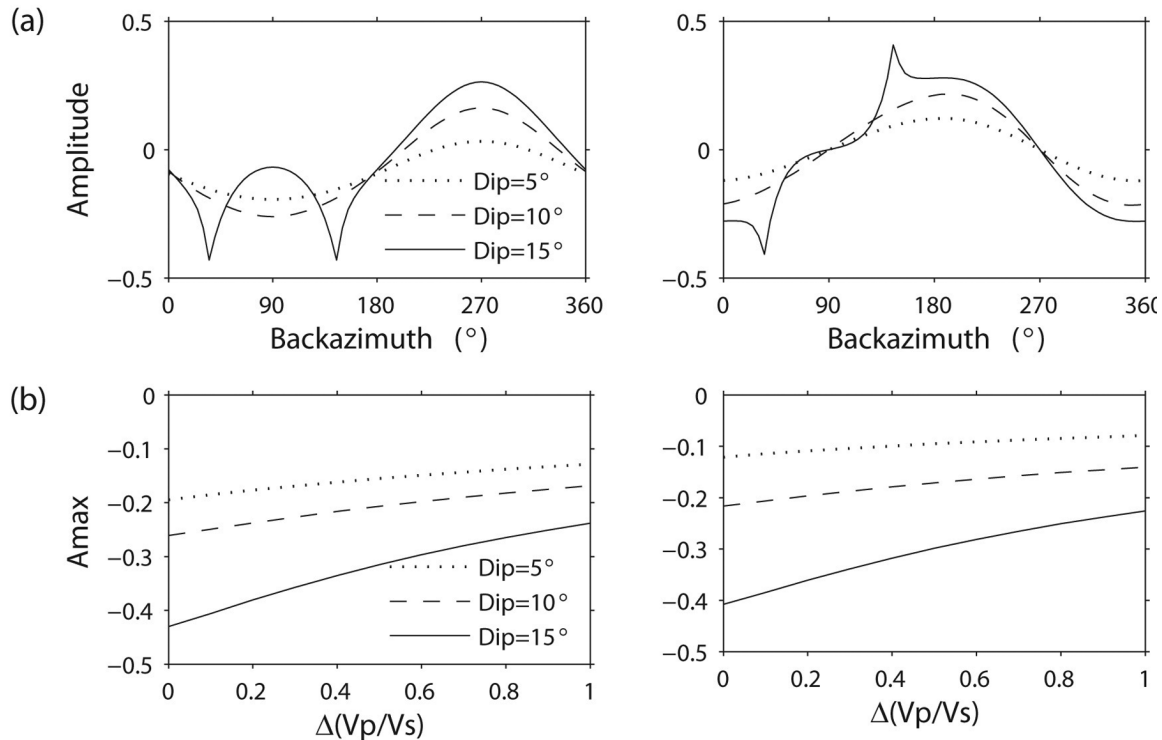 (a)
0.5
0
−0.5
Amplitude
Dip=5°
Dip=10°
Dip=15°
0 90 180 270 360
Backazimuth (°)
0.5
0
−0.5
0 90 180 270 360
Backazimuth (°)
(b)
0
−0.1
−0.2
−0.3
−0.4
−0.5
Amax
Dip=5°
Dip=10°
Dip=15°
0 0.2 0.4 0.6 0.8 1
Δ(Vp/Vs)
0
−0.1
−0.2
−0.3
−0.4
−0.5
0 0.2 0.4 0.6 0.8 1
Δ(Vp/Vs)